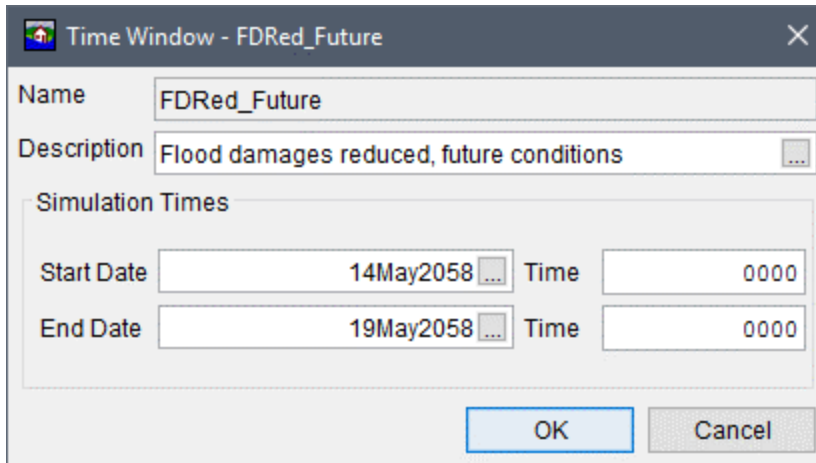 Time Window - FDRed_Future
Name FDRed_Future
Description Flood damages reduced, future conditions ...
Simulation Times
Start Date 14May2058 ... Time 0000
End Date 19May2058 ... Time 0000
OK Cancel